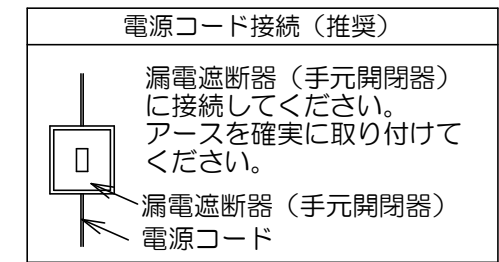 電源コード接続（推奨）
漏電遮断器（手元開閉器）
に接続してください。
アースを確実に取り付けて
ください。
漏電遮断器（手元開閉器）
電源コード